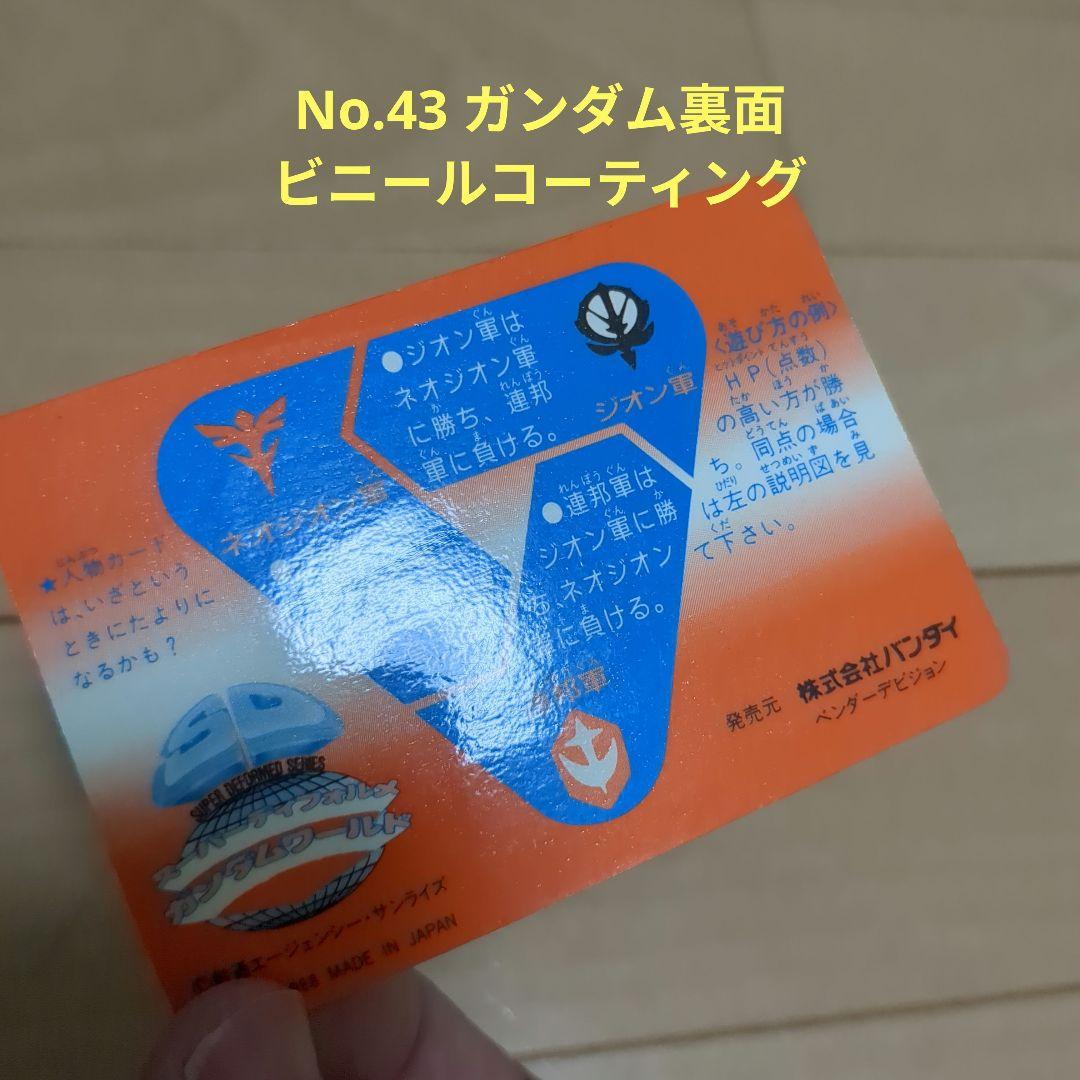 No.43 ガンダム裏面
ビニールコーティング
●ジオン軍は
ネオジオン軍
に勝ち、連邦
軍に負ける。
ジオン軍
ネオジオン軍
●連邦軍は
ジオン軍に勝
ち、ネオジオン
軍に負ける。
連邦軍
〈遊び方の例〉
HP(点数)
の高い方が勝
ち。同点の場合
は左の説明図を見
て下さい。
★人物カード
は、いざという
ときにたよりに
なるかも?
SD
SUPER DEFORMED SERIES
スーパーディフォルメ
ガンダムワールド
エージェンシー・サンライズ
MADE IN JAPAN
発売元 株式会社バンダイ
ベンダーデビジョン